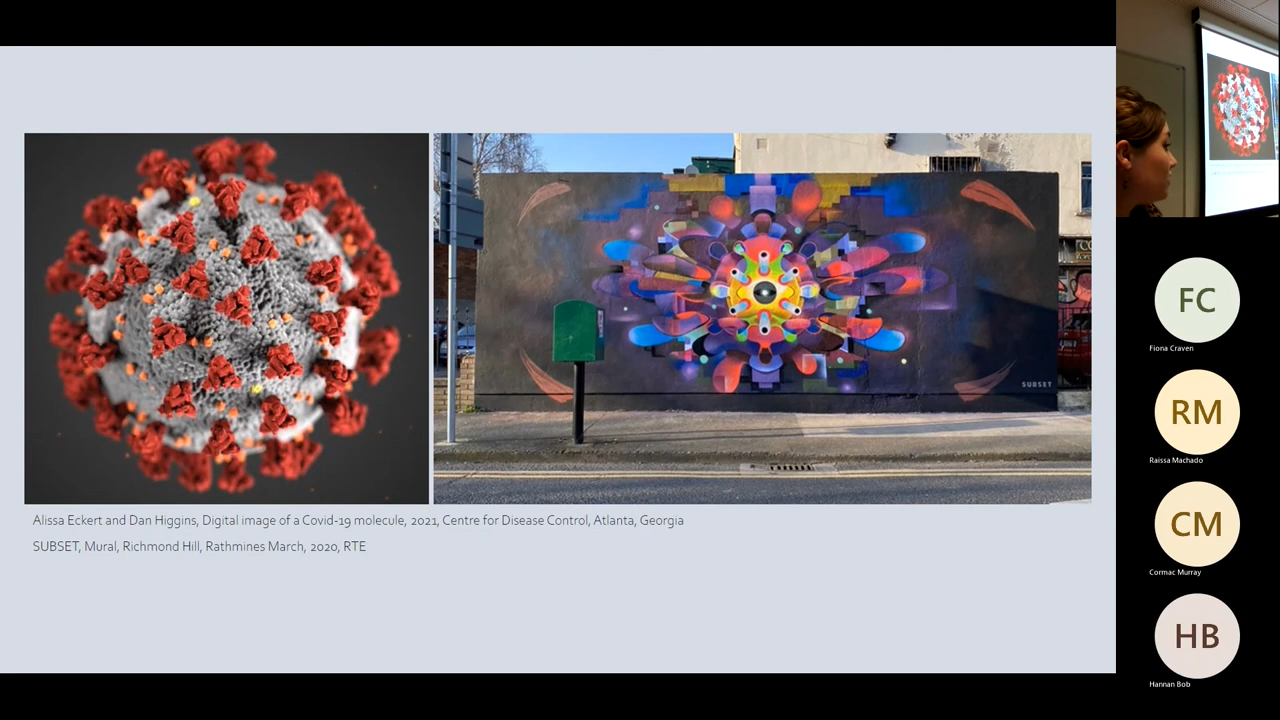 SUBSET
Alissa Eckert and Dan Higgins, Digital image of a Covid-19 molecule, 2021, Centre for Disease Control, Atlanta, Georgia
SUBSET, Mural, Richmond Hill, Rathmines March, 2020, RTE
FC
Fiona Craven
RM
Raissa Machado
CM
Cormac Murray
HB
Hannan Bob